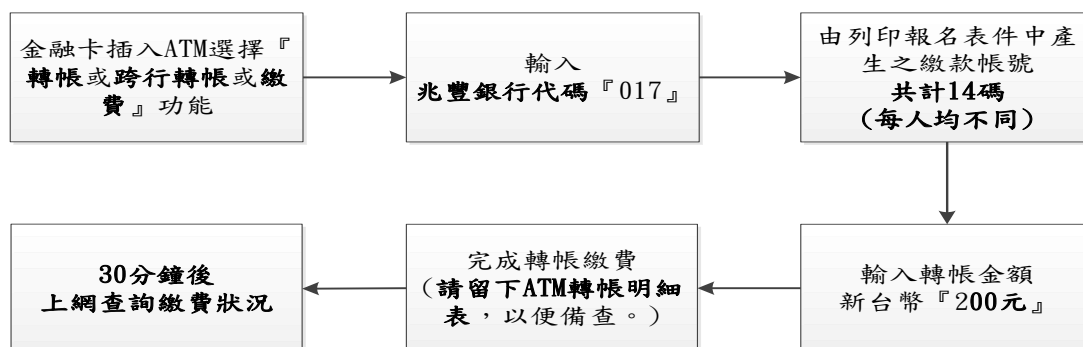 金融卡插入ATM選擇『
轉帳或跨行轉帳或繳
費』功能
輸入
兆豐銀行代碼『017』
由列印報名表件中產
生之繳款帳號
共計14碼
(每人均不同)
輸入轉帳金額
新台幣『200元』
完成轉帳繳費
(請留下ATM轉帳明細
表，以便備查。)
30分鐘後
上網查詢繳費狀況